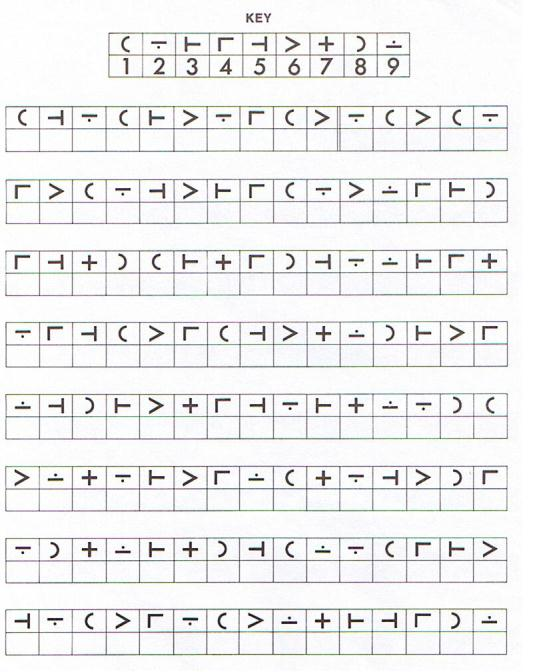 KEY
( ⨪ ⊢ Γ ⊣ > + ) ∸
1 2 3 4 5 6 7 8 9
( ⊣ ⨪ ( ⊢ > ⨪ Γ ( > ⨪ ( > ( ⨪
Γ > ( ⨪ ⊣ > ⊢ Γ ( ⨪ > ∸ Γ ⊢ )
Γ ⊣ + ) ( ⊢ + Γ ) ⊣ ⨪ ∸ ⊢ Γ +
⨪ Γ ⊣ ( > Γ ( ⊣ > + ∸ ) ⊢ > Γ
∸ ⊣ ) ⊢ > + Γ ⊣ ⨪ ⊢ + ∸ ⨪ ) (
> ∸ + ⨪ ⊢ > Γ ∸ ( + ⨪ ⊣ > ) Γ
⨪ ) + ∸ ⊢ + ) ⊣ ( ∸ ⨪ ( Γ ⊢ >
⊣ ⨪ ( > Γ ⨪ ( > ∸ + ⊢ ⊣ Γ ) ∸